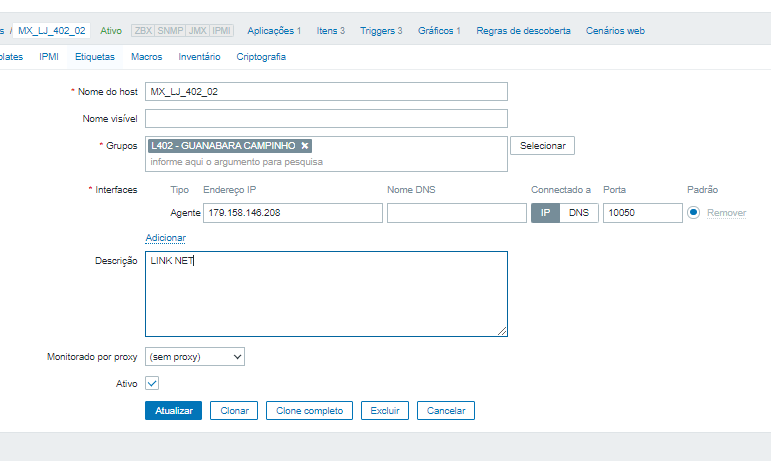 s / MX_LJ_402_02 Ativo ZBX SNMP JMX IPMI Aplicações 1 Itens 3 Triggers 3 Gráficos 1 Regras de descoberta Cenários web
plates IPMI Etiquetas Macros Inventário Criptografia
* Nome do host MX_LJ_402_02
Nome visível
* Grupos L402 - GUANABARA CAMPINHO × Selecionar
informe aqui o argumento para pesquisa
* Interfaces Tipo Endereço IP Nome DNS Connectado a Porta Padrão
Agente 179.158.146.208 IP DNS 10050 Remover
Adicionar
Descrição LINK NET
Monitorado por proxy (sem proxy)
Ativo
Atualizar Clonar Clone completo Excluir Cancelar